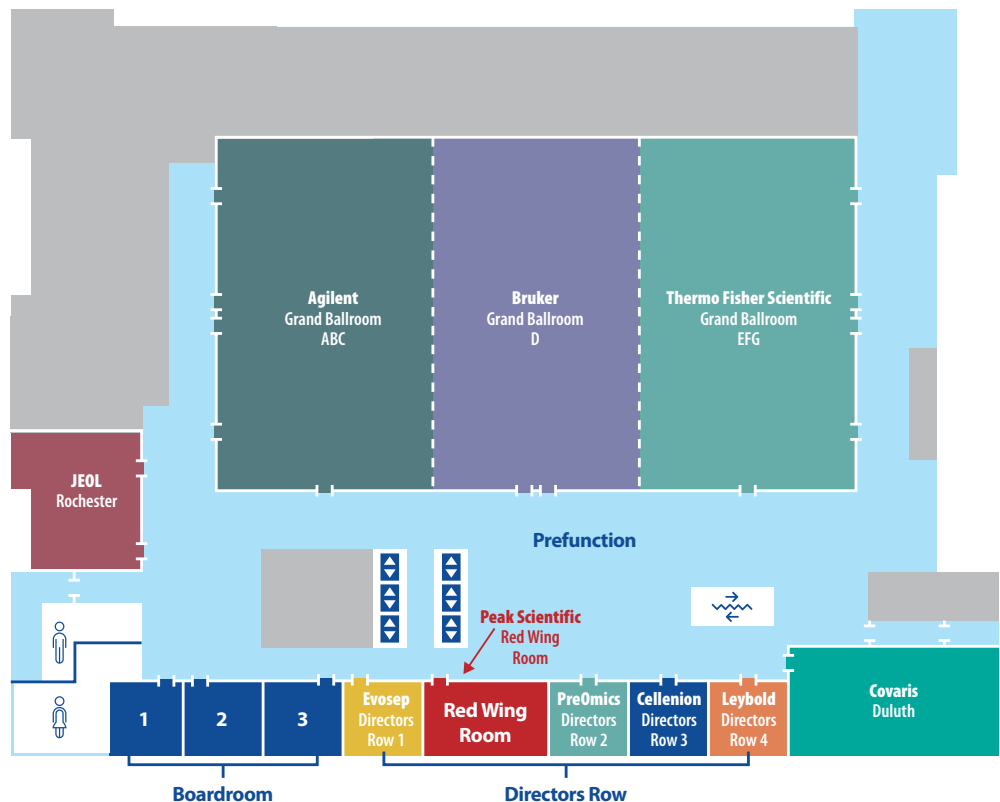 Agilent
Grand Ballroom
ABC
Bruker
Grand Ballroom
D
Thermo Fisher Scientific
Grand Ballroom
EFG
JEOL
Rochester
Prefunction
Peak Scientific
Red Wing
Room
1
2
3
Evosep
Directors
Row 1
Red Wing
Room
PreOmics
Directors
Row 2
Cellenion
Directors
Row 3
Leybold
Directors
Row 4
Covaris
Duluth
Boardroom
Directors Row